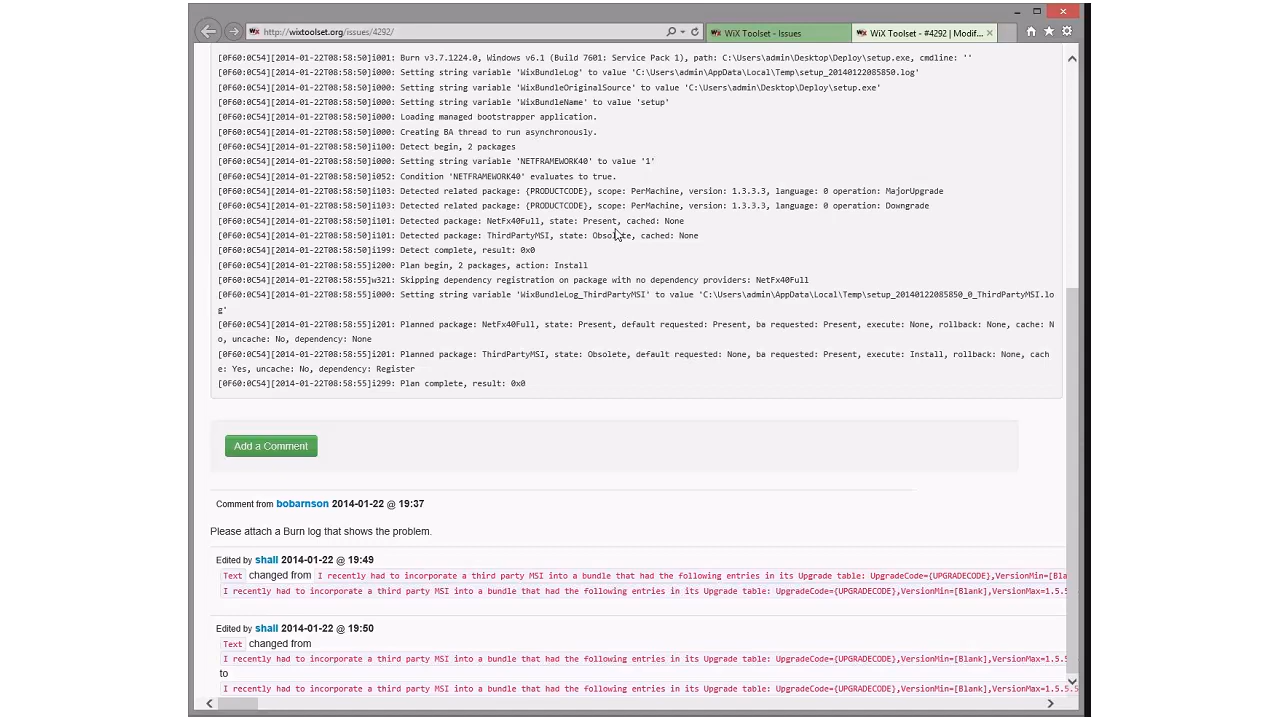 http://wixtoolset.org/issues/4292/
WiX Toolset - Issues
WiX Toolset - #4292 | Modif...
[0F60:0C54][2014-01-22T08:58:50]i001: Burn v3.7.1224.0, Windows v6.1 (Build 7601: Service Pack 1), path: C:\Users\admin\Desktop\Deploy\setup.exe, cmdline: ''
[0F60:0C54][2014-01-22T08:58:50]i000: Setting string variable 'WixBundleLog' to value 'C:\Users\admin\AppData\Local\Temp\setup_20140122085850.log'
[0F60:0C54][2014-01-22T08:58:50]i000: Setting string variable 'WixBundleOriginalSource' to value 'C:\Users\admin\Desktop\Deploy\setup.exe'
[0F60:0C54][2014-01-22T08:58:50]i000: Setting string variable 'WixBundleName' to value 'setup'
[0F60:0C54][2014-01-22T08:58:50]i000: Loading managed bootstrapper application.
[0F60:0C54][2014-01-22T08:58:50]i000: Creating BA thread to run asynchronously.
[0F60:0C54][2014-01-22T08:58:50]i100: Detect begin, 2 packages
[0F60:0C54][2014-01-22T08:58:50]i000: Setting string variable 'NETFRAMEWORK40' to value '1'
[0F60:0C54][2014-01-22T08:58:50]i052: Condition 'NETFRAMEWORK40' evaluates to true.
[0F60:0C54][2014-01-22T08:58:50]i103: Detected related package: {PRODUCTCODE}, scope: PerMachine, version: 1.3.3.3, language: 0 operation: MajorUpgrade
[0F60:0C54][2014-01-22T08:58:50]i103: Detected related package: {PRODUCTCODE}, scope: PerMachine, version: 1.3.3.3, language: 0 operation: Downgrade
[0F60:0C54][2014-01-22T08:58:50]i101: Detected package: NetFx40Full, state: Present, cached: None
[0F60:0C54][2014-01-22T08:58:50]i101: Detected package: ThirdPartyMSI, state: Obsolete, cached: None
[0F60:0C54][2014-01-22T08:58:50]i199: Detect complete, result: 0x0
[0F60:0C54][2014-01-22T08:58:55]i200: Plan begin, 2 packages, action: Install
[0F60:0C54][2014-01-22T08:58:55]w321: Skipping dependency registration on package with no dependency providers: NetFx40Full
[0F60:0C54][2014-01-22T08:58:55]i000: Setting string variable 'WixBundleLog_ThirdPartyMSI' to value 'C:\Users\admin\AppData\Local\Temp\setup_20140122085850_0_ThirdPartyMSI.lo
g'
[0F60:0C54][2014-01-22T08:58:55]i201: Planned package: NetFx40Full, state: Present, default requested: Present, ba requested: Present, execute: None, rollback: None, cache: N
o, uncache: No, dependency: None
[0F60:0C54][2014-01-22T08:58:55]i201: Planned package: ThirdPartyMSI, state: Obsolete, default requested: None, ba requested: Present, execute: Install, rollback: None, cach
e: Yes, uncache: No, dependency: Register
[0F60:0C54][2014-01-22T08:58:55]i299: Plan complete, result: 0x0
Add a Comment
Comment from bobarnson 2014-01-22 @ 19:37
Please attach a Burn log that shows the problem.
Edited by shall 2014-01-22 @ 19:49
Text changed from I recently had to incorporate a third party MSI into a bundle that had the following entries in its Upgrade table: UpgradeCode={UPGRADECODE},VersionMin=[Bla
I recently had to incorporate a third party MSI into a bundle that had the following entries in its Upgrade table: UpgradeCode={UPGRADECODE},VersionMin=[Blank],VersionMax=1.5.5
Edited by shall 2014-01-22 @ 19:50
Text changed from
I recently had to incorporate a third party MSI into a bundle that had the following entries in its Upgrade table: UpgradeCode={UPGRADECODE},VersionMin=[Blank],VersionMax=1.5.5
to
I recently had to incorporate a third party MSI into a bundle that had the following entries in its Upgrade table: UpgradeCode={UPGRADECODE},VersionMin=[Blank],VersionMax=1.5.5.5